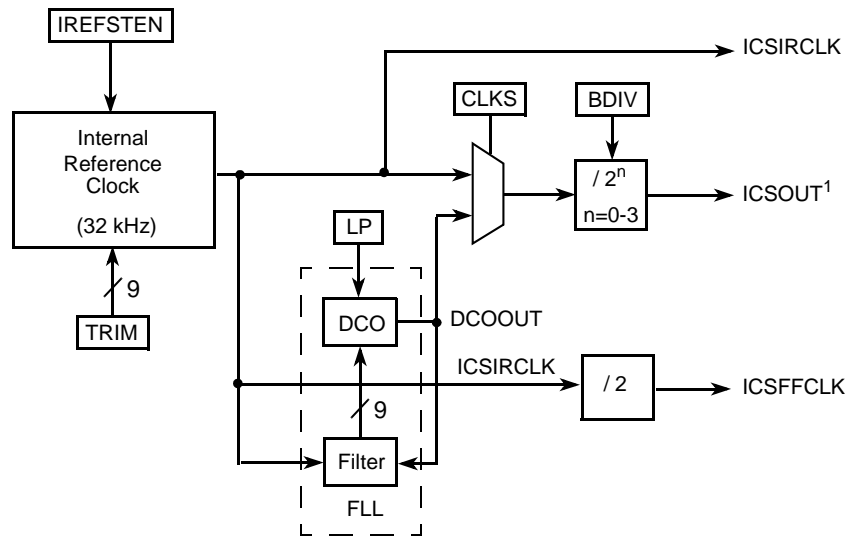 IREFSTEN
ICSIRCLK
CLKS
BDIV
Internal
Reference
Clock
(32 kHz)
/ 2ⁿ
n=0-3
ICSOUT¹
LP
9
TRIM
DCO
DCOOUT
ICSIRCLK
/ 2
ICSFFCLK
9
Filter
FLL